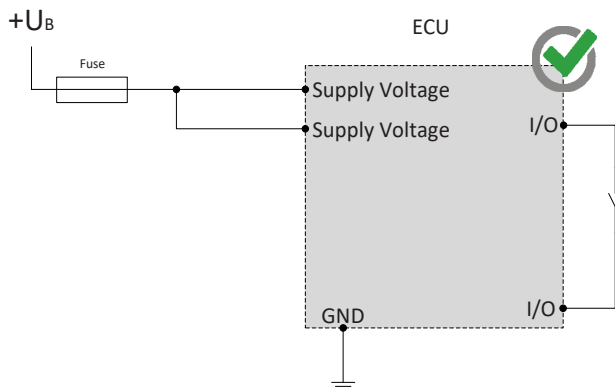 +UB
ECU
Fuse
Supply Voltage
Supply Voltage
I/O
I/O
GND